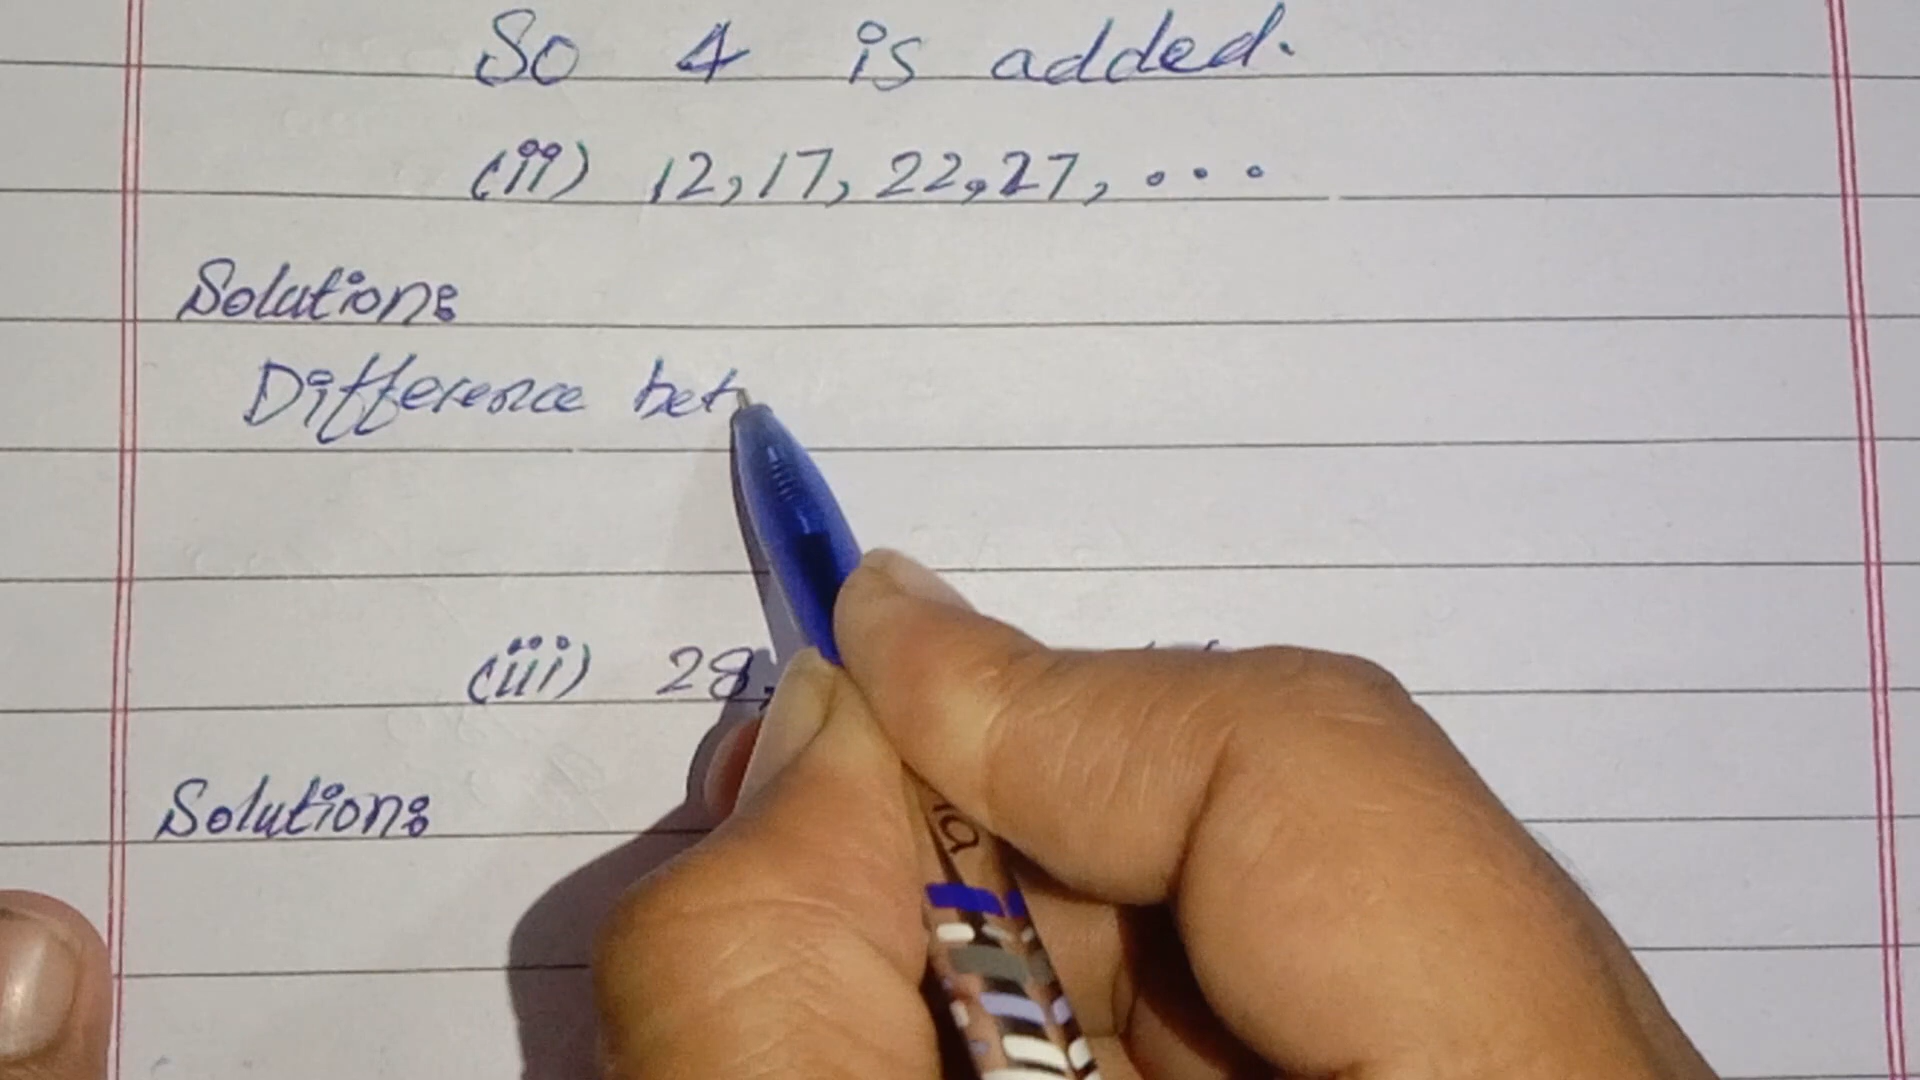 So 4 is added.
(ii) 12, 17, 22, 27, ...
Solution:
Difference bet
(iii) 28,
Solution: